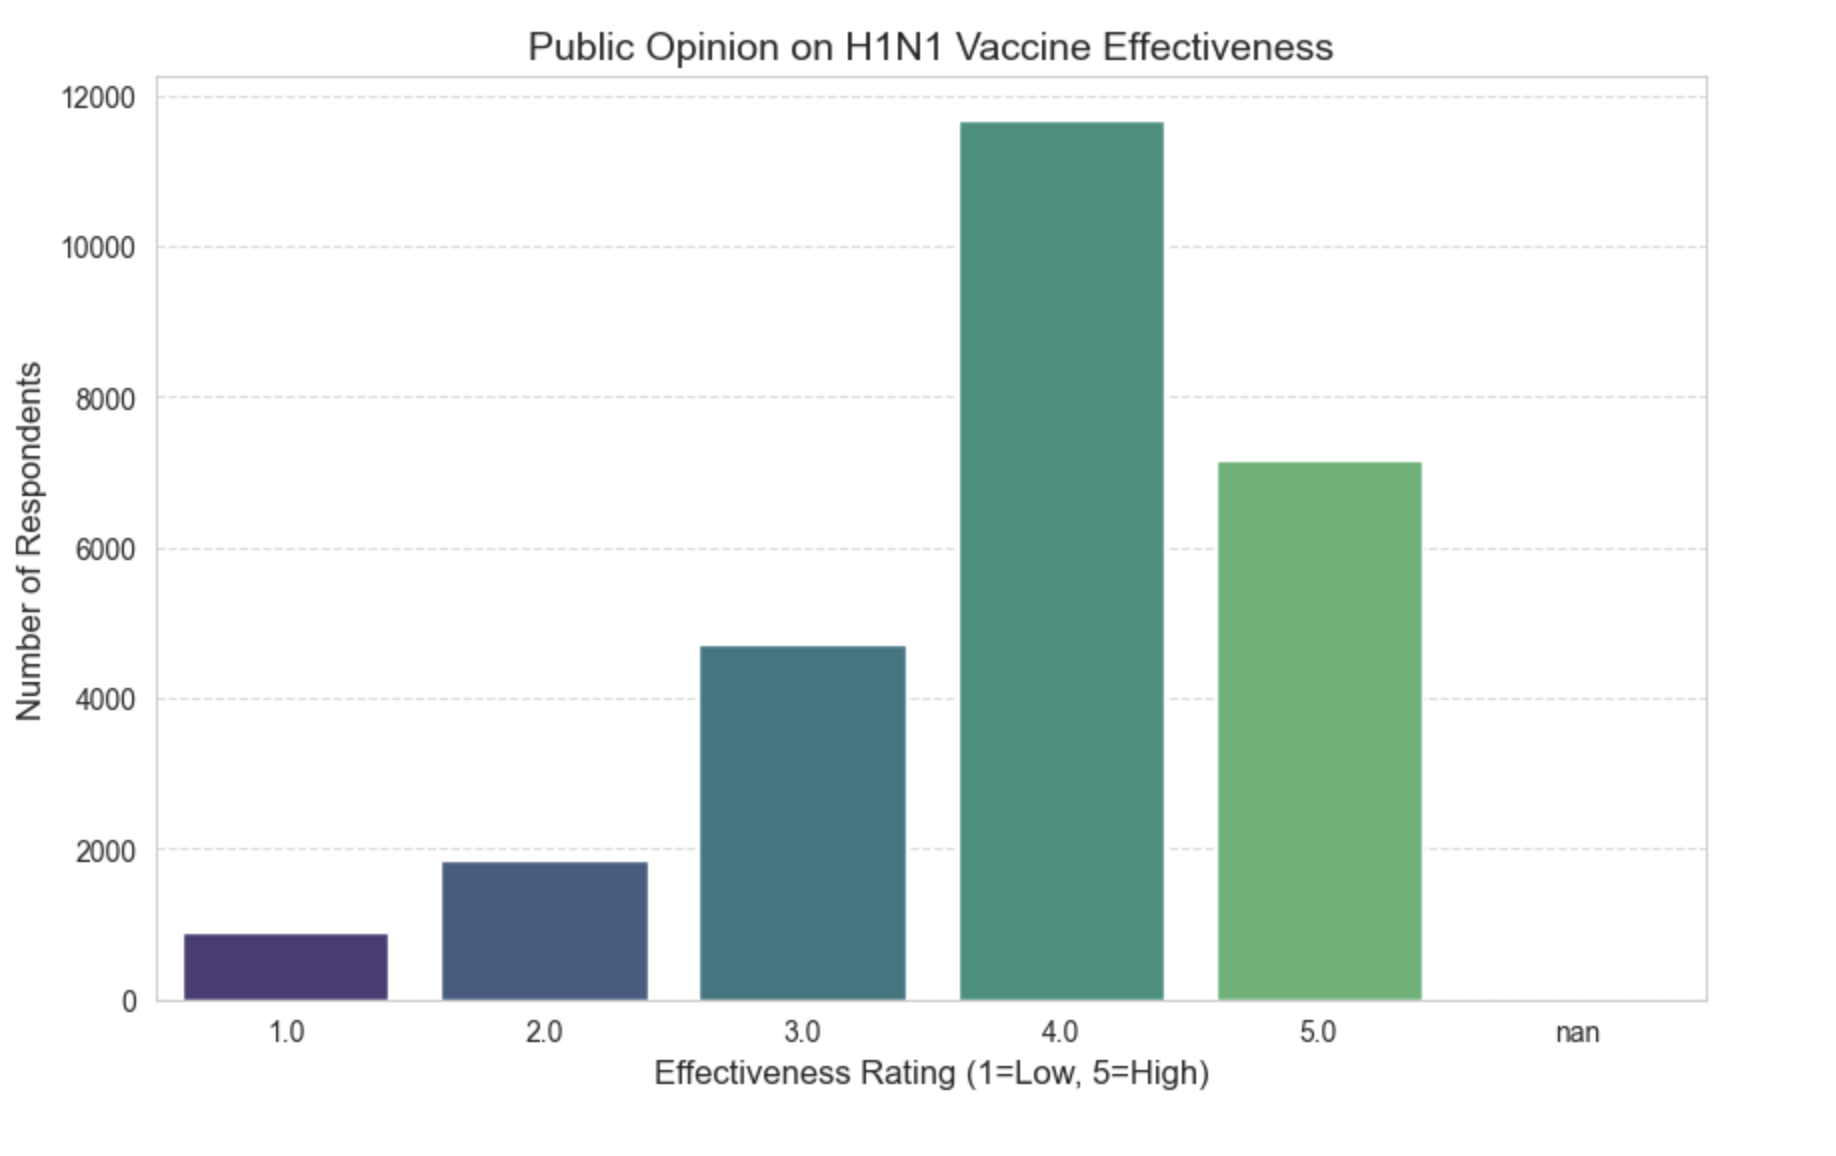 Public Opinion on H1N1 Vaccine Effectiveness
12000
10000
8000
6000
4000
2000
0
Number of Respondents
1.0 2.0 3.0 4.0 5.0 nan
Effectiveness Rating (1=Low, 5=High)